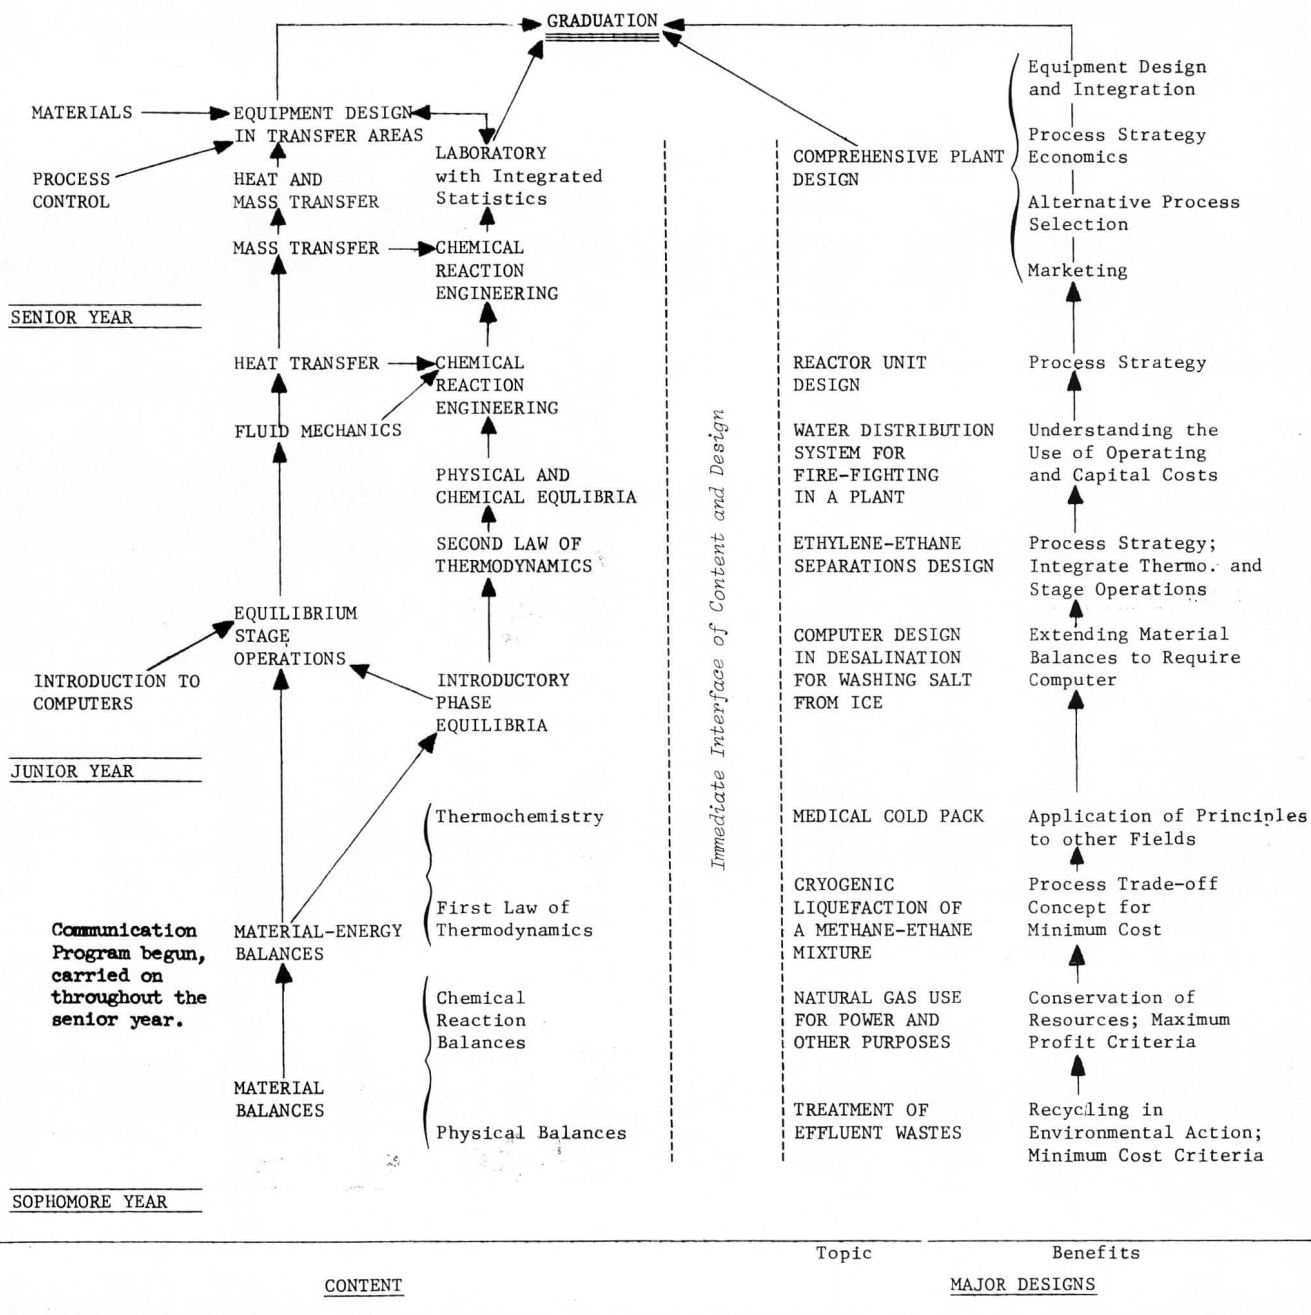 GRADUATION
MATERIALS
EQUIPMENT DESIGN
IN TRANSFER AREAS
PROCESS
CONTROL
HEAT AND
MASS TRANSFER
MASS TRANSFER
LABORATORY
with Integrated
Statistics
CHEMICAL
REACTION
ENGINEERING
SENIOR YEAR
HEAT TRANSFER
CHEMICAL
REACTION
ENGINEERING
FLUID MECHANICS
PHYSICAL AND
CHEMICAL EQULIBRIA
SECOND LAW OF
THERMODYNAMICS
EQUILIBRIUM
STAGE
OPERATIONS
INTRODUCTION TO
COMPUTERS
INTRODUCTORY
PHASE
EQUILIBRIA
JUNIOR YEAR
Thermochemistry
First Law of
Thermodynamics
Communication
Program begun,
carried on
throughout the
senior year.
MATERIAL-ENERGY
BALANCES
Chemical
Reaction
Balances
MATERIAL
BALANCES
Physical Balances
SOPHOMORE YEAR
CONTENT
Immediate Interface of Content and Design
COMPREHENSIVE PLANT
DESIGN
Equipment Design
and Integration
Process Strategy
Economics
Alternative Process
Selection
Marketing
REACTOR UNIT
DESIGN
Process Strategy
WATER DISTRIBUTION
SYSTEM FOR
FIRE-FIGHTING
IN A PLANT
Understanding the
Use of Operating
and Capital Costs
ETHYLENE-ETHANE
SEPARATIONS DESIGN
Process Strategy;
Integrate Thermo. and
Stage Operations
COMPUTER DESIGN
IN DESALINATION
FOR WASHING SALT
FROM ICE
Extending Material
Balances to Require
Computer
MEDICAL COLD PACK
Application of Principles
to other Fields
CRYOGENIC
LIQUEFACTION OF
A METHANE-ETHANE
MIXTURE
Process Trade-off
Concept for
Minimum Cost
NATURAL GAS USE
FOR POWER AND
OTHER PURPOSES
Conservation of
Resources; Maximum
Profit Criteria
TREATMENT OF
EFFLUENT WASTES
Recycling in
Environmental Action;
Minimum Cost Criteria
Topic
Benefits
MAJOR DESIGNS